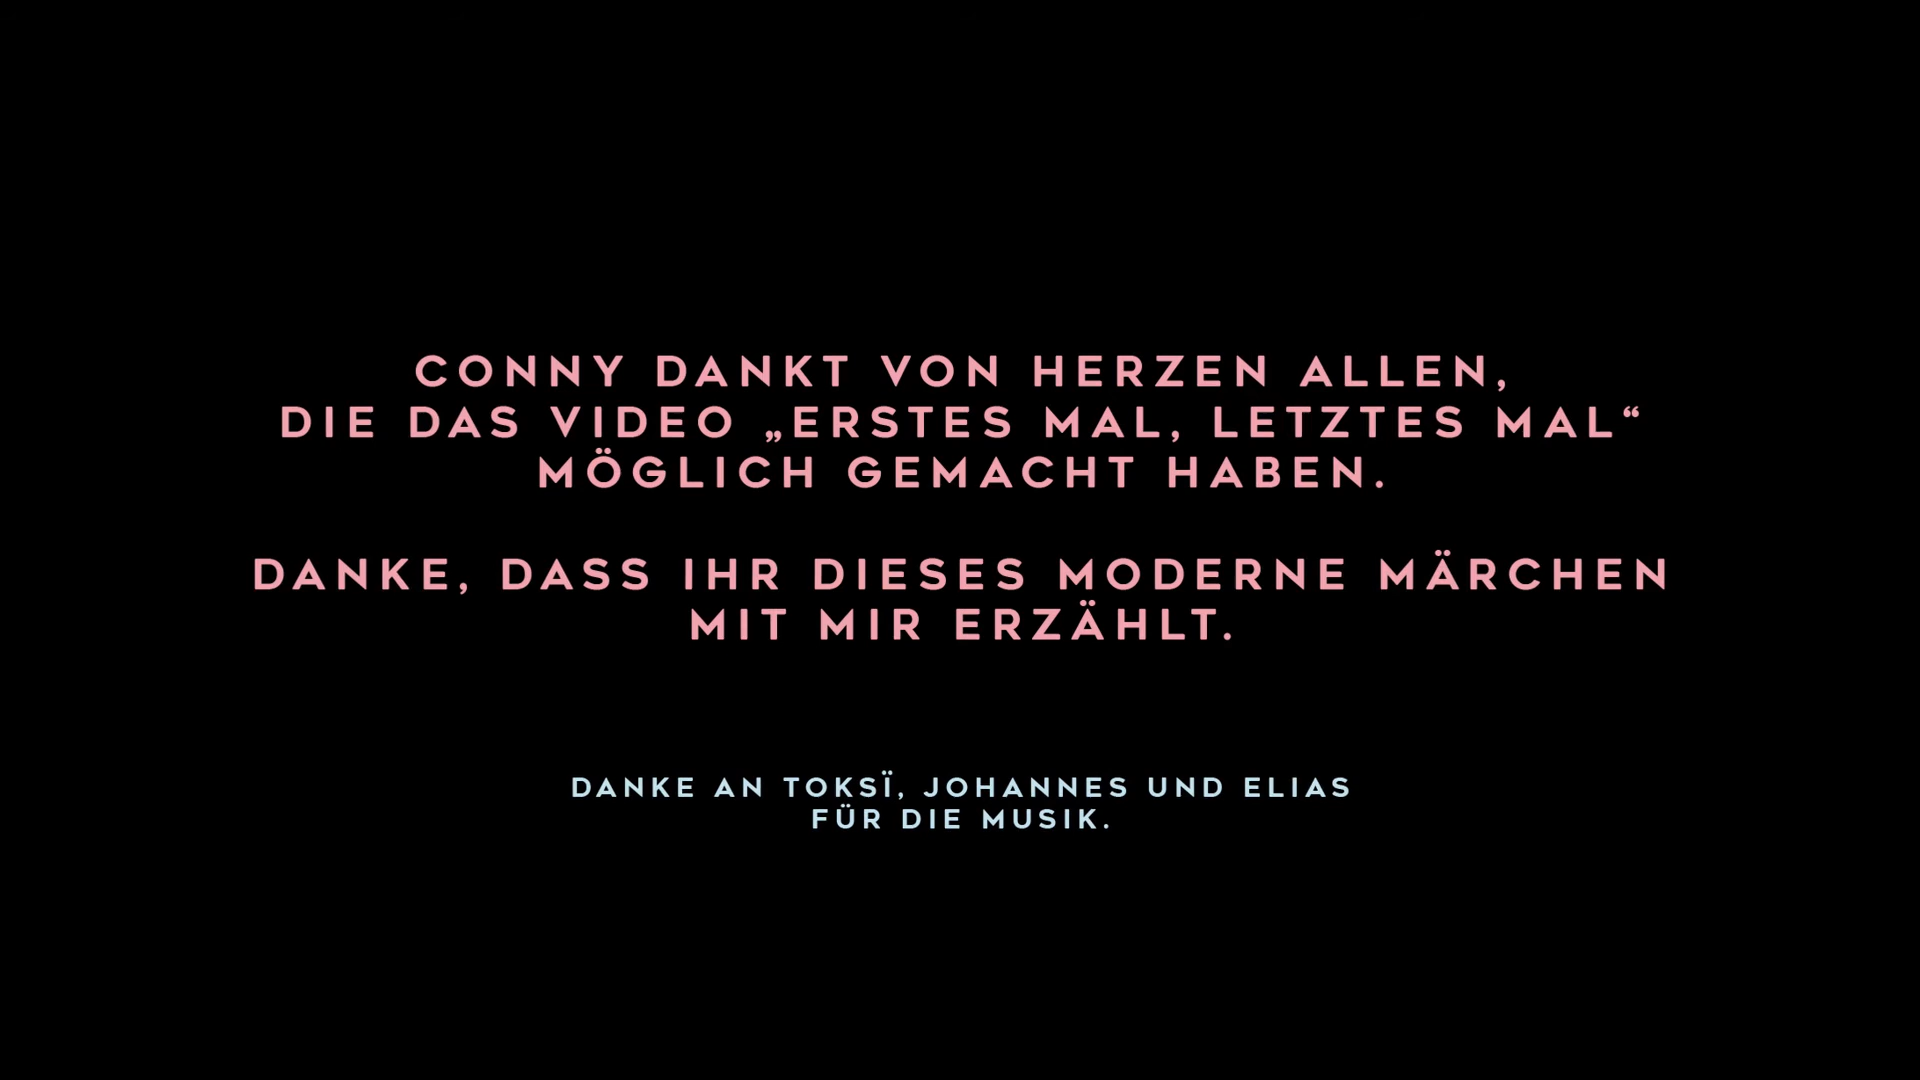 CONNY DANKT VON HERZEN ALLEN,
DIE DAS VIDEO „ERSTES MAL, LETZTES MAL“
MÖGLICH GEMACHT HABEN.
DANKE, DASS IHR DIESES MODERNE MÄRCHEN
MIT MIR ERZÄHLT.
DANKE AN TOKSÏ, JOHANNES UND ELIAS
FÜR DIE MUSIK.